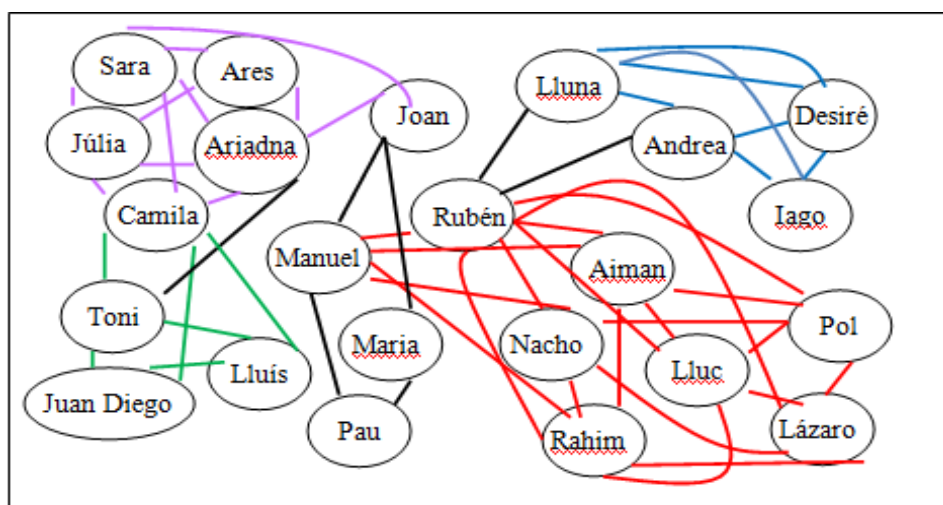 Sara
Ares
Joan
Lluna
Desiré
Júlia
Ariadna
Andrea
Camila
Rubén
Iago
Manuel
Aiman
Toni
Maria
Nacho
Pol
Lluís
Lluc
Juan Diego
Pau
Rahim
Lázaro